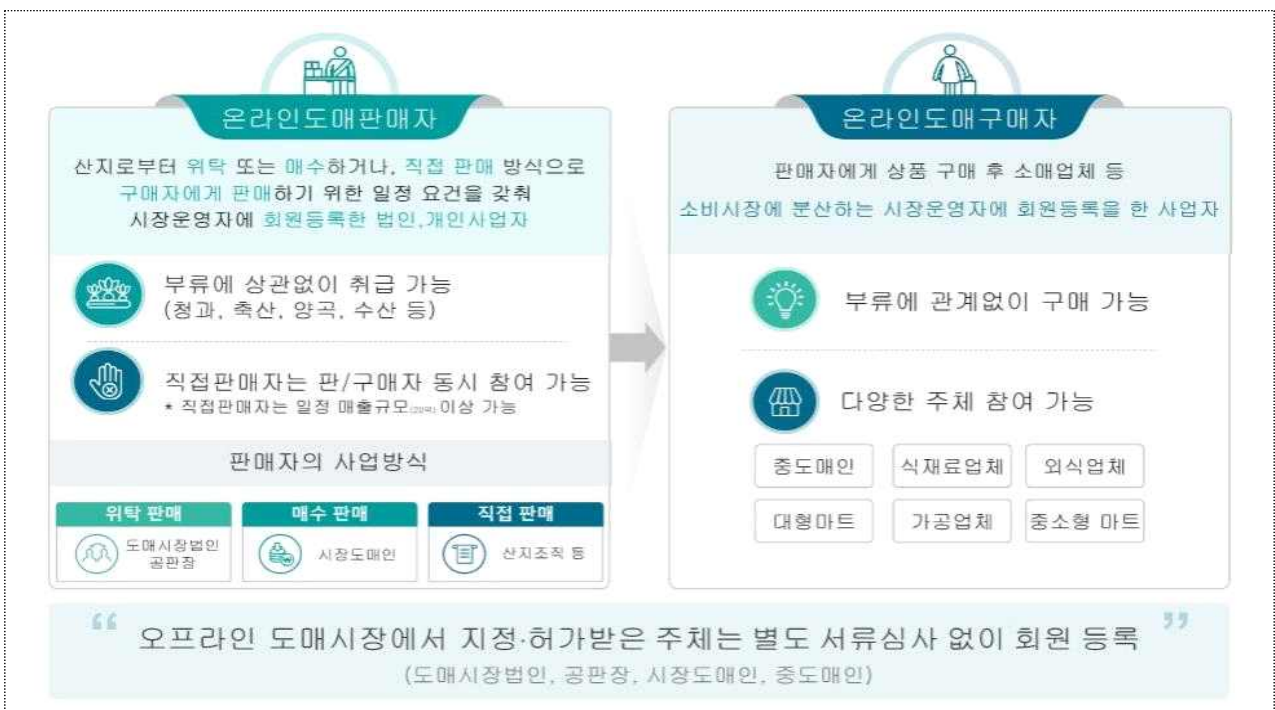 온라인도매판매자
산지로부터 위탁 또는 매수하거나, 직접 판매 방식으로
구매자에게 판매하기 위한 일정 요건을 갖춰
시장운영자에 회원등록한 법인,개인사업자
부류에 상관없이 취급 가능
(청과, 축산, 양곡, 수산 등)
직접판매자는 판/구매자 동시 참여 가능
* 직접판매자는 일정 매출규모(20억) 이상 가능
판매자의 사업방식
위탁 판매
도매시장법인
공판장
매수 판매
시장도매인
직접 판매
산지조직 등
온라인도매구매자
판매자에게 상품 구매 후 소매업체 등
소비시장에 분산하는 시장운영자에 회원등록을 한 사업자
부류에 관계없이 구매 가능
다양한 주체 참여 가능
중도매인
식재료업체
외식업체
대형마트
가공업체
중소형 마트
“ 오프라인 도매시장에서 지정·허가받은 주체는 별도 서류심사 없이 회원 등록 ”
(도매시장법인, 공판장, 시장도매인, 중도매인)